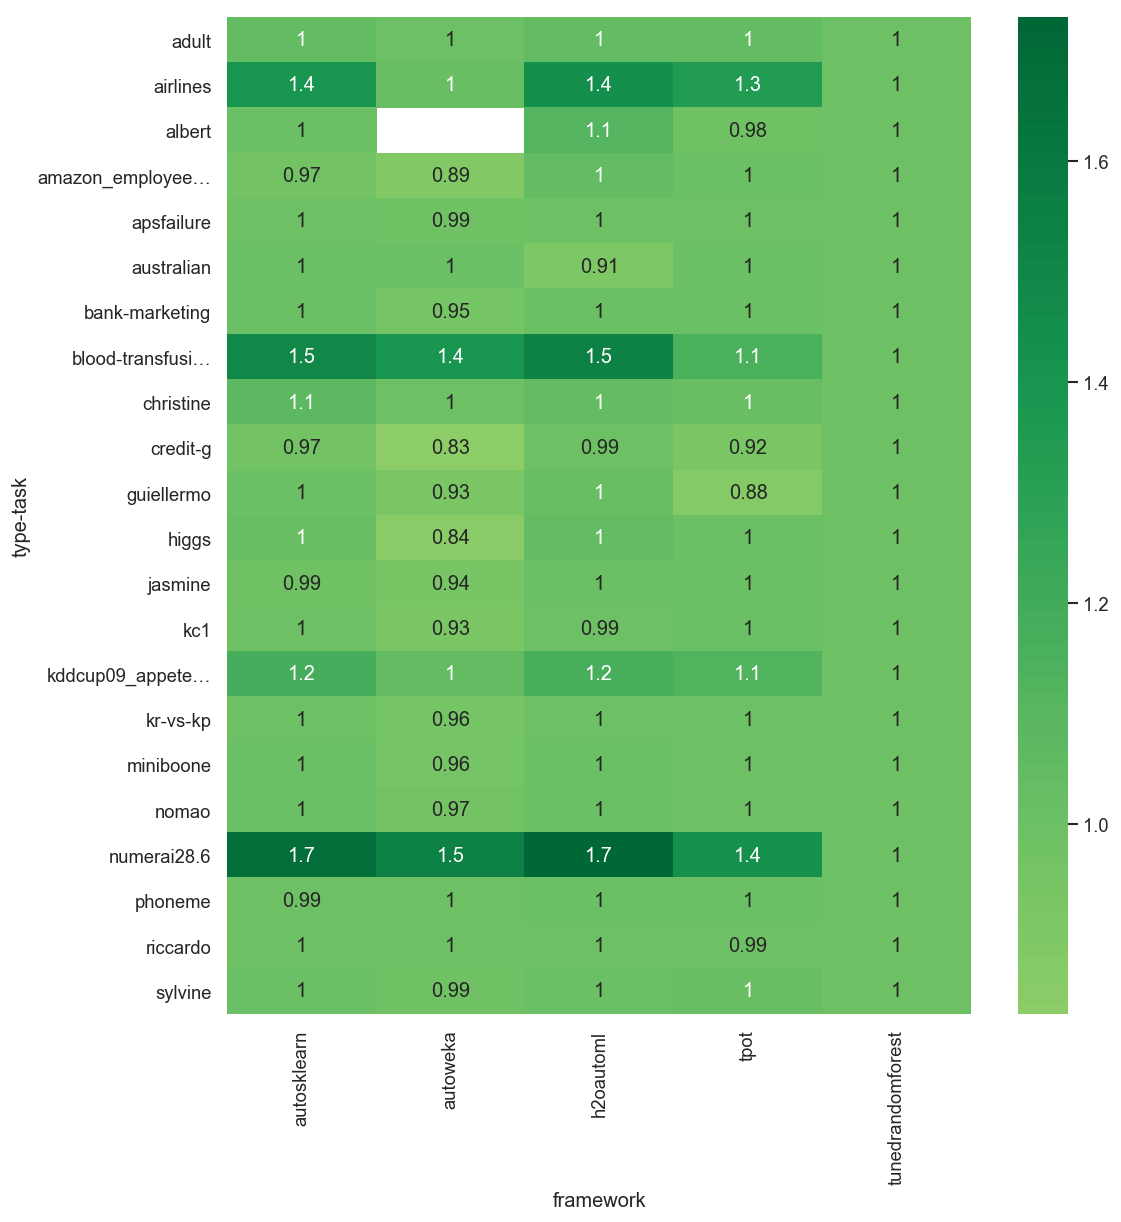 adult 1 1 1 1 1
airlines 1.4 1 1.4 1.3 1
albert 1 1.1 0.98 1
amazon_employee… 0.97 0.89 1 1 1
apsfailure 1 0.99 1 1 1
australian 1 1 0.91 1 1
bank-marketing 1 0.95 1 1 1
blood-transfusi… 1.5 1.4 1.5 1.1 1
christine 1.1 1 1 1 1
credit-g 0.97 0.83 0.99 0.92 1
guiellermo 1 0.93 1 0.88 1
higgs 1 0.84 1 1 1
jasmine 0.99 0.94 1 1 1
kc1 1 0.93 0.99 1 1
kddcup09_appete… 1.2 1 1.2 1.1 1
kr-vs-kp 1 0.96 1 1 1
miniboone 1 0.96 1 1 1
nomao 1 0.97 1 1 1
numerai28.6 1.7 1.5 1.7 1.4 1
phoneme 0.99 1 1 1 1
riccardo 1 1 1 0.99 1
sylvine 1 0.99 1 1 1
type-task
autosklearn
autoweka
h2oautoml
tpot
tunedrandomforest
framework
1.6
1.4
1.2
1.0